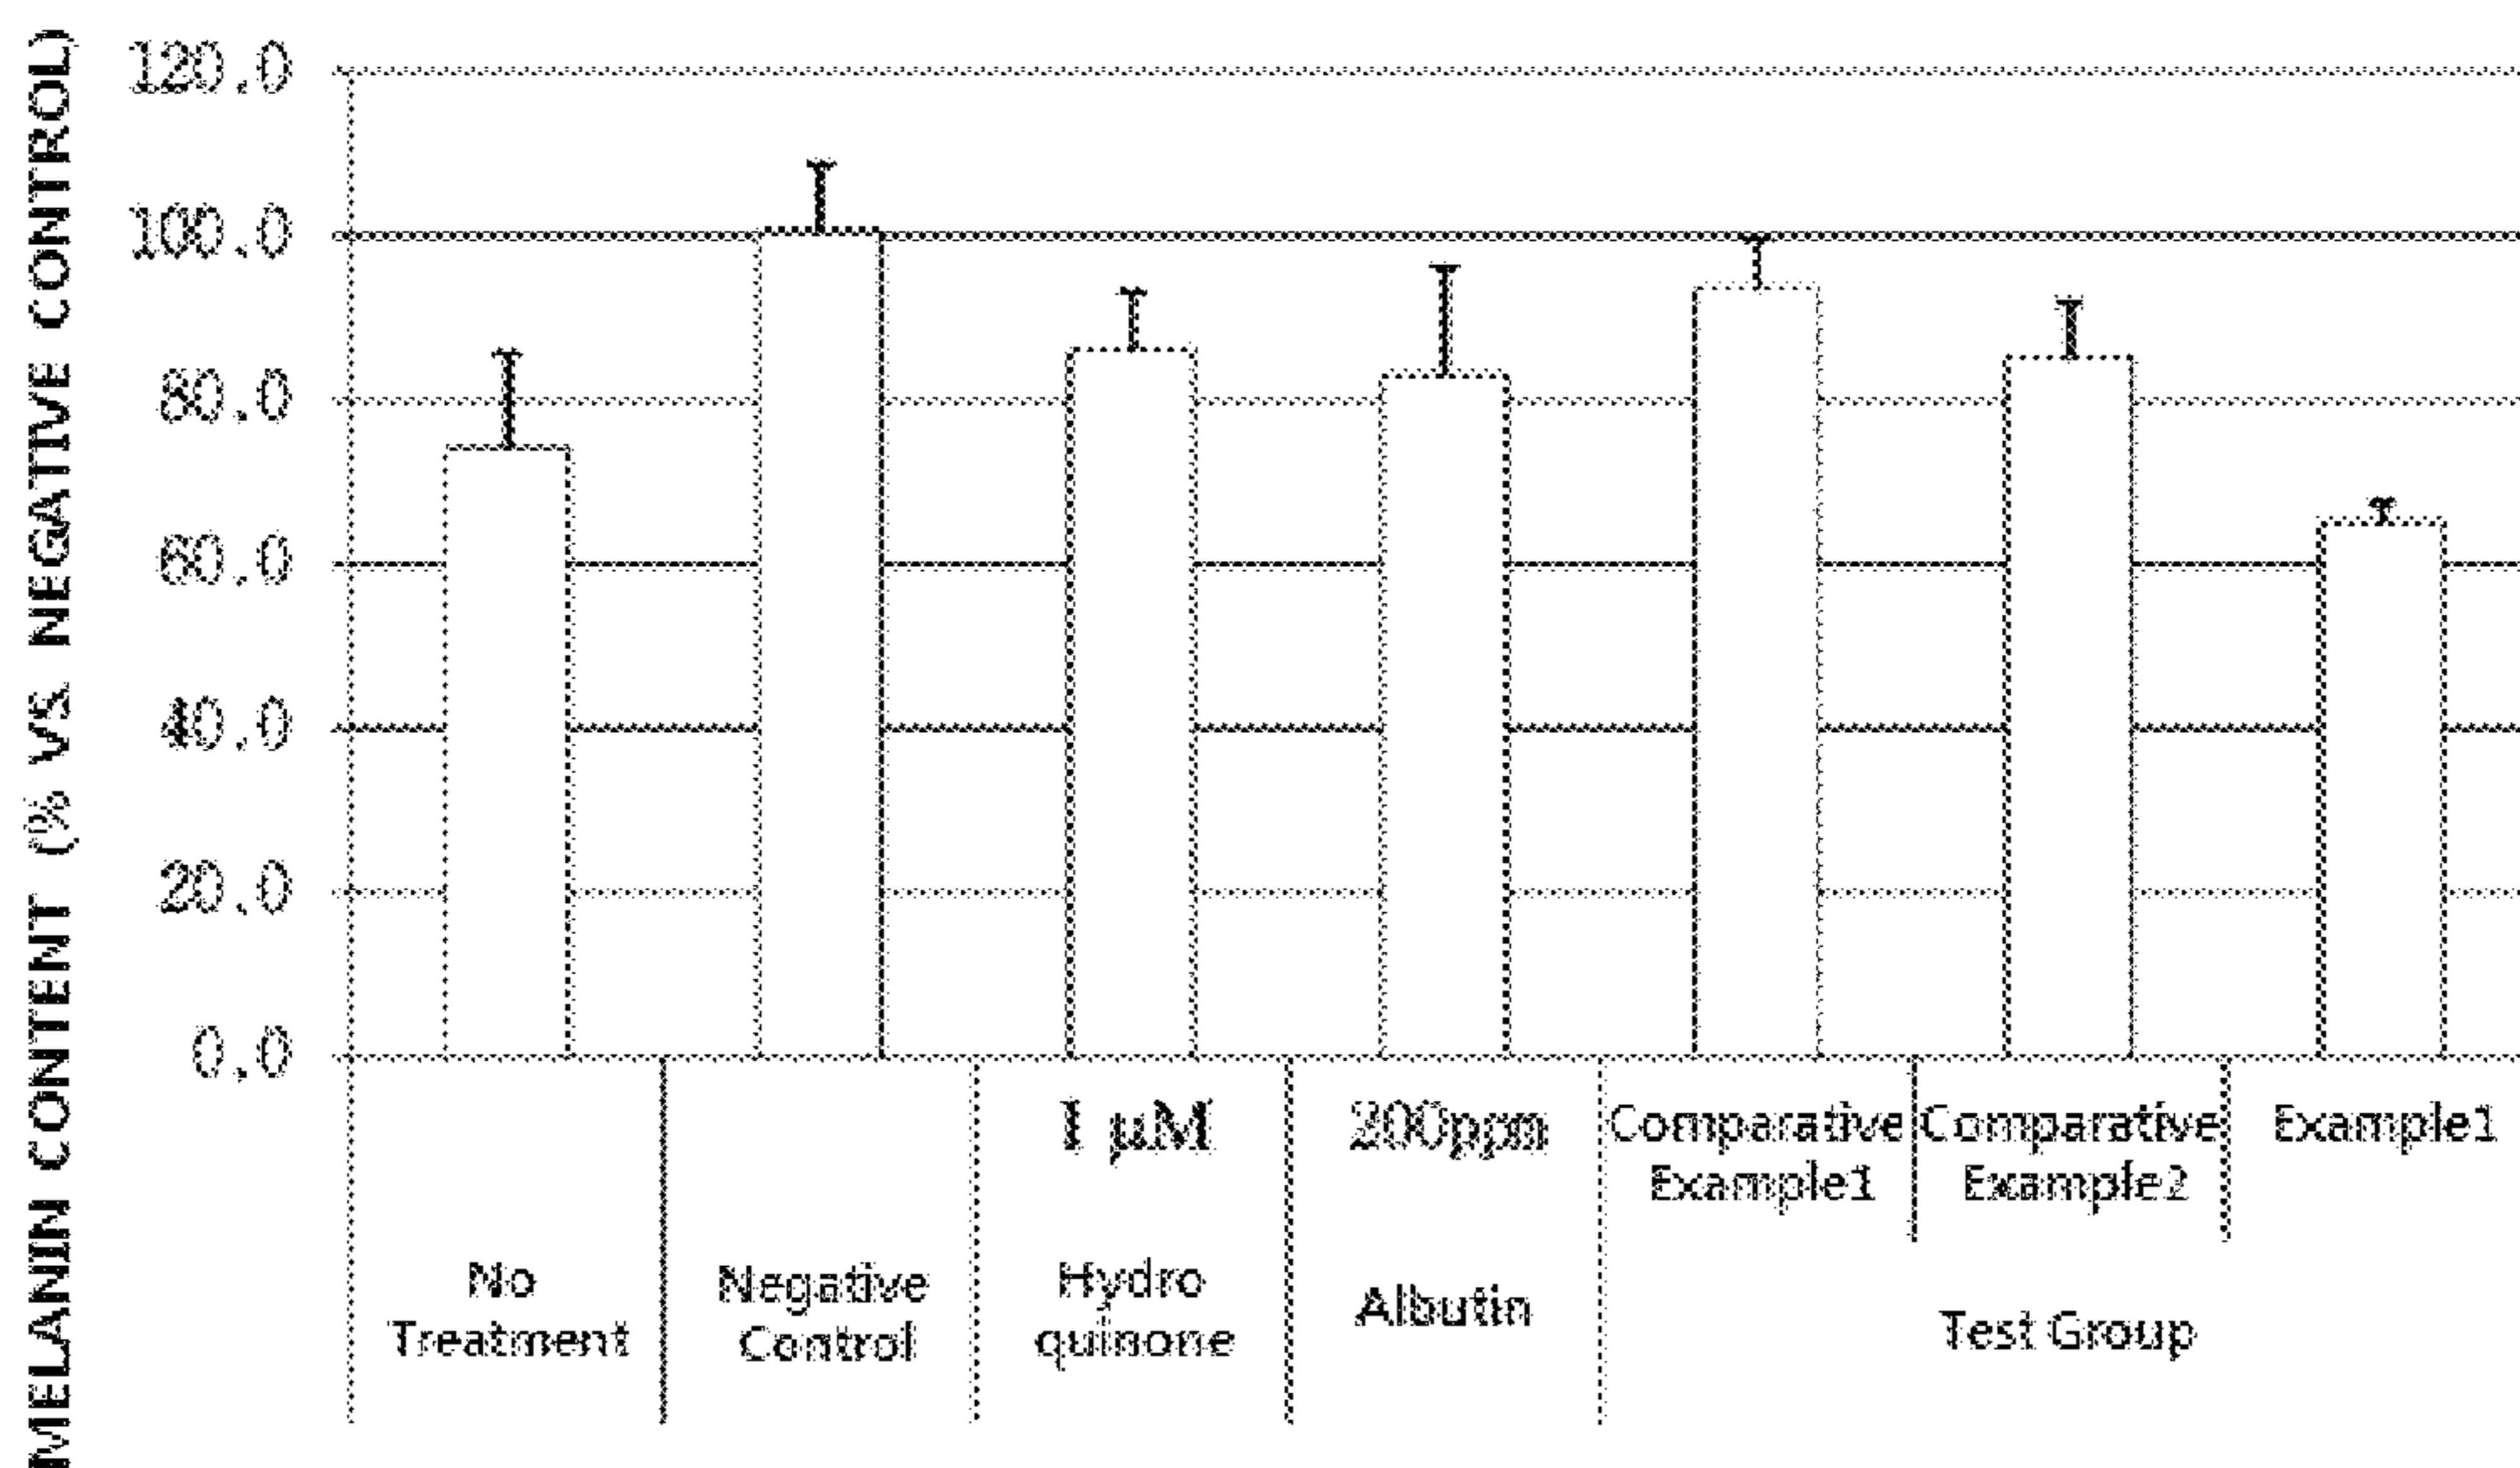 MELANIN CONTENT (% VS. NEGATIVE CONTROL)
120.0
100.0
80.0
60.0
40.0
20.0
0.0
1 μM
200ppm
Comparative
Example1
Comparative
Example2
Example1
No
Treatment
Negative
Control
Hydro
quinone
Albutin
Test Group